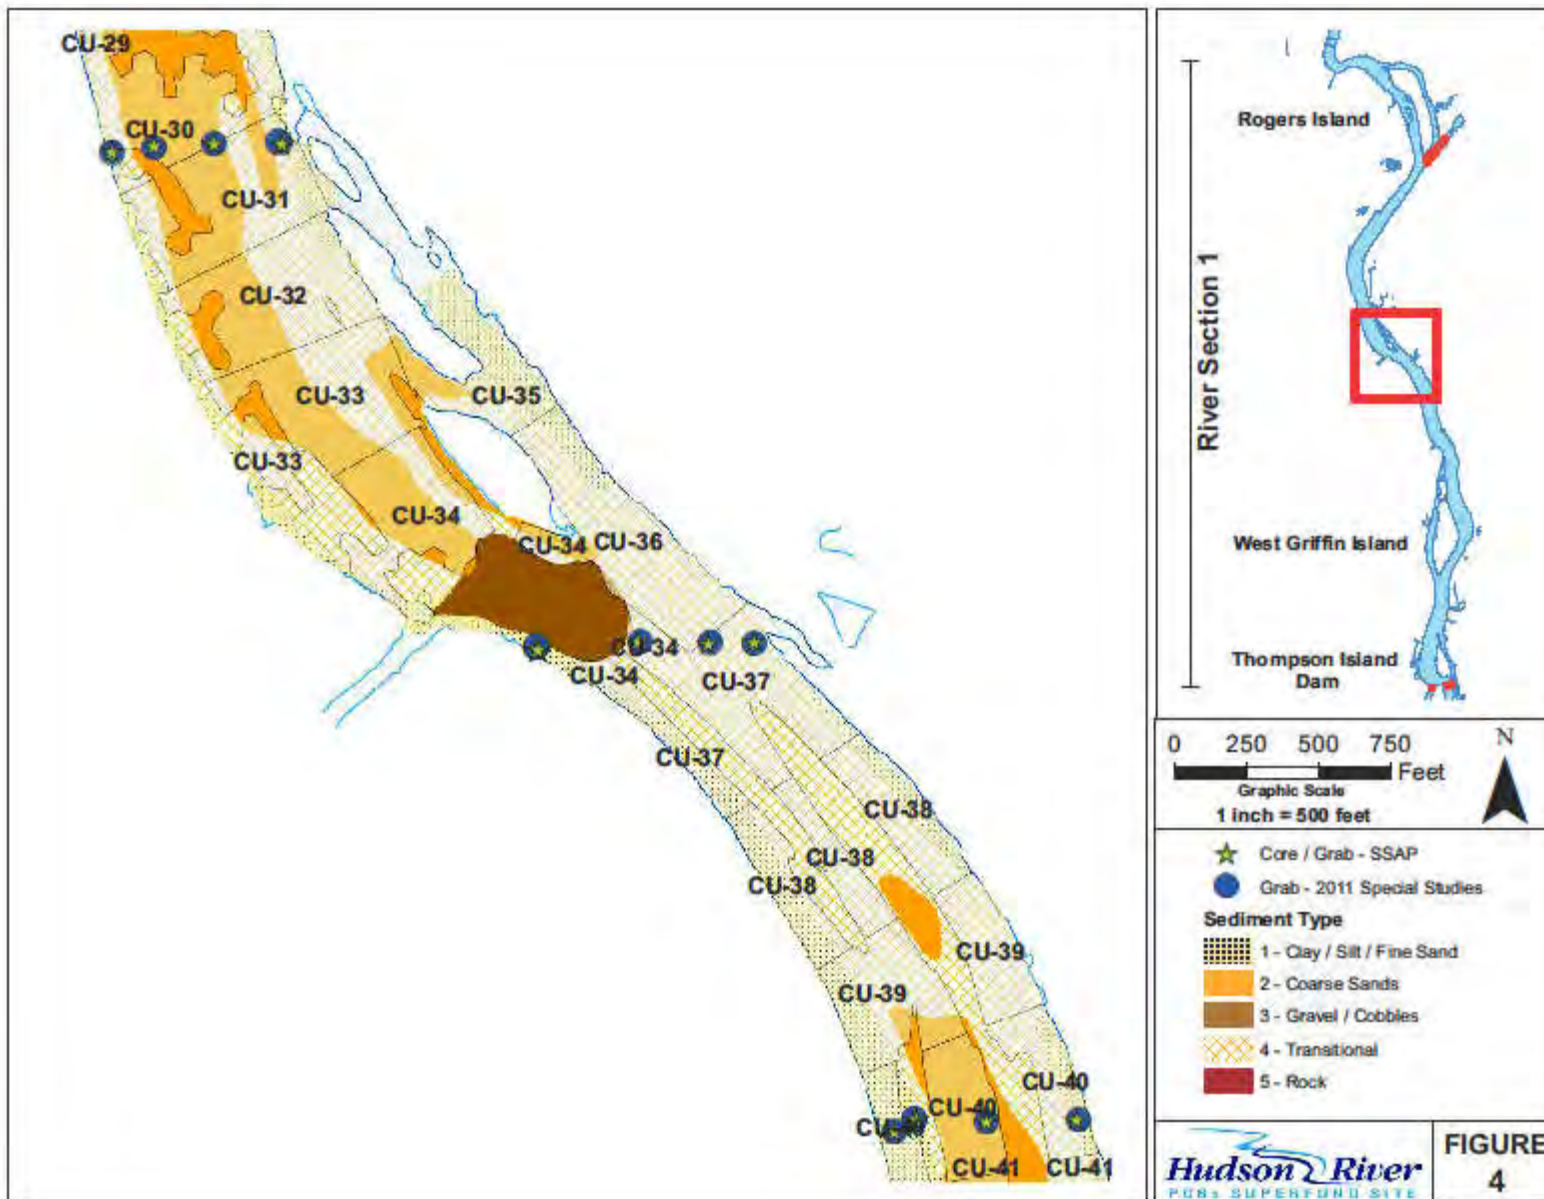 CU-29
CU-30
CU-31
CU-32
CU-33
CU-35
CU-33
CU-34
CU-34
CU-36
CU-34
CU-34
CU-37
CU-37
CU-38
CU-38
CU-38
CU-39
CU-39
CU-40
CU-40
CU-41
CU-41
Rogers Island
River Section 1
West Griffin Island
Thompson Island
Dam
0 250 500 750
Feet
Graphic Scale
1 inch = 500 feet
N
Core / Grab - SSAP
Grab - 2011 Special Studies
Sediment Type
1 - Clay / Silt / Fine Sand
2 - Coarse Sands
3 - Gravel / Cobbles
4 - Transitional
5 - Rock
Hudson River
PCBs SUPERFUND SITE
FIGURE
4